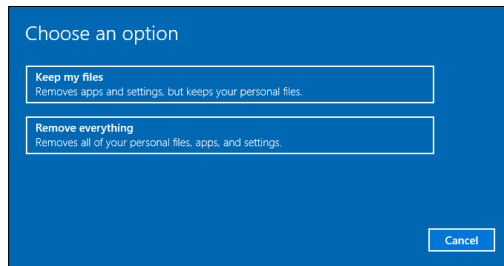 Choose an option
Keep my files
Removes apps and settings, but keeps your personal files.
Remove everything
Removes all of your personal files, apps, and settings.
Cancel